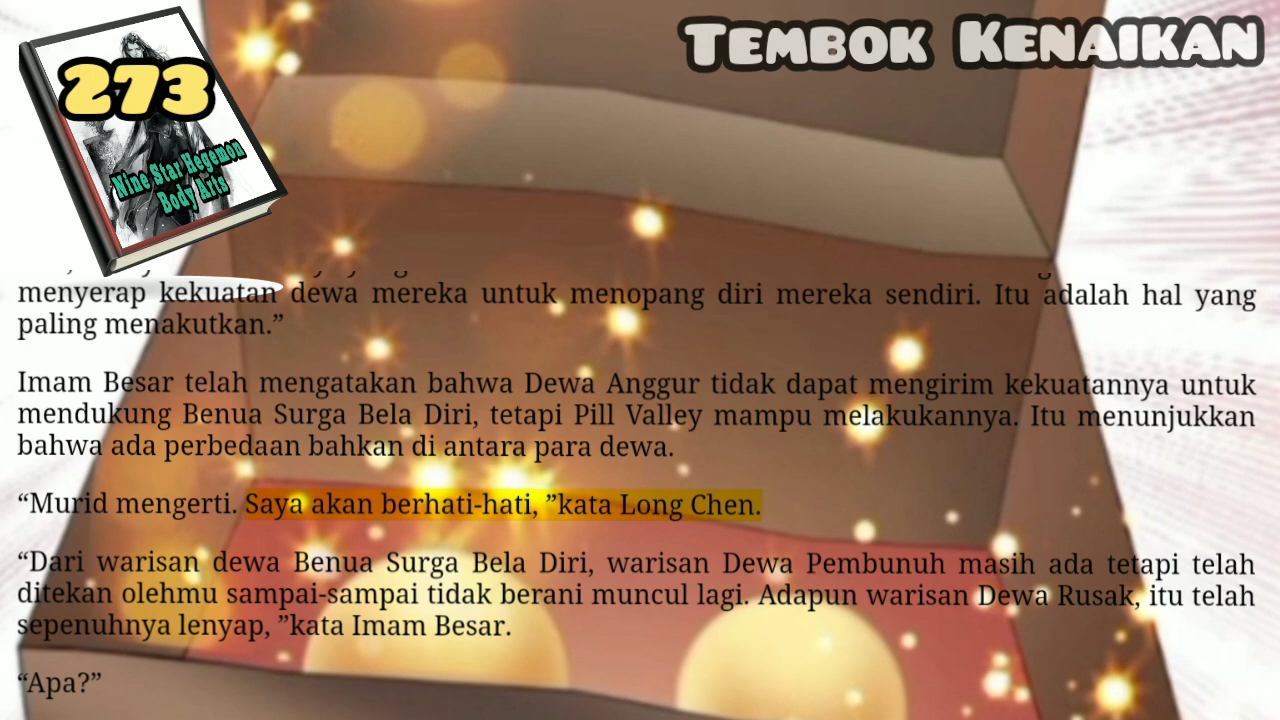 Tembok Kenaikan
273
Nine Star Hegemon
Body Arts
menyerap kekuatan dewa mereka untuk menopang diri mereka sendiri. Itu adalah hal yang
paling menakutkan.”
Imam Besar telah mengatakan bahwa Dewa Anggur tidak dapat mengirim kekuatannya untuk
mendukung Benua Surga Bela Diri, tetapi Pill Valley mampu melakukannya. Itu menunjukkan
bahwa ada perbedaan bahkan di antara para dewa.
“Murid mengerti. Saya akan berhati-hati, ”kata Long Chen.
“Dari warisan dewa Benua Surga Bela Diri, warisan Dewa Pembunuh masih ada tetapi telah
ditekan olehmu sampai-sampai tidak berani muncul lagi. Adapun warisan Dewa Rusak, itu telah
sepenuhnya lenyap, ”kata Imam Besar.
“Apa?”